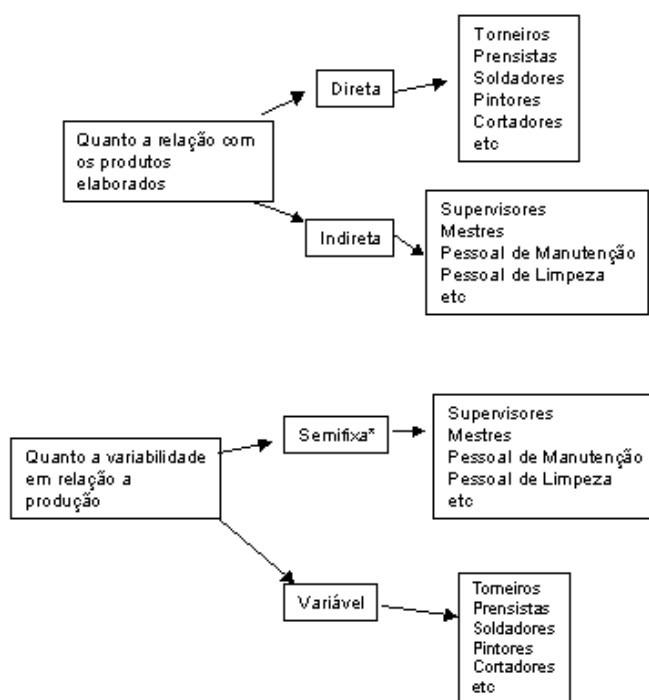 Torneiros
Prensistas
Soldadores
Pintores
Cortadores
etc
Direta
Quanto a relação com
os produtos
elaborados
Indireta
Supervisores
Mestres
Pessoal de Manutenção
Pessoal de Limpeza
etc
Semifixa*
Supervisores
Mestres
Pessoal de Manutenção
Pessoal de Limpeza
etc
Quanto a variabilidade
em relação a
produção
Variável
Torneiros
Prensistas
Soldadores
Pintores
Cortadores
etc